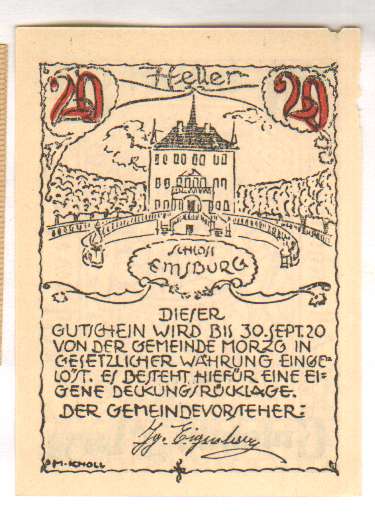 20 Heller 20
SCHLOSS
EMSBURG
DIESER
GUTSCHEIN WIRD BIS 30.SEPT.20
VON DER GEMEINDE MORZG IN
GESETZLICHER WÄHRUNG EINGE-
LÖST. ES BESTEHT HIEFÜR EINE EI-
GENE DECKUNGSRÜCKLAGE.
DER GEMEINDEVORSTEHER:
M. KNOLL